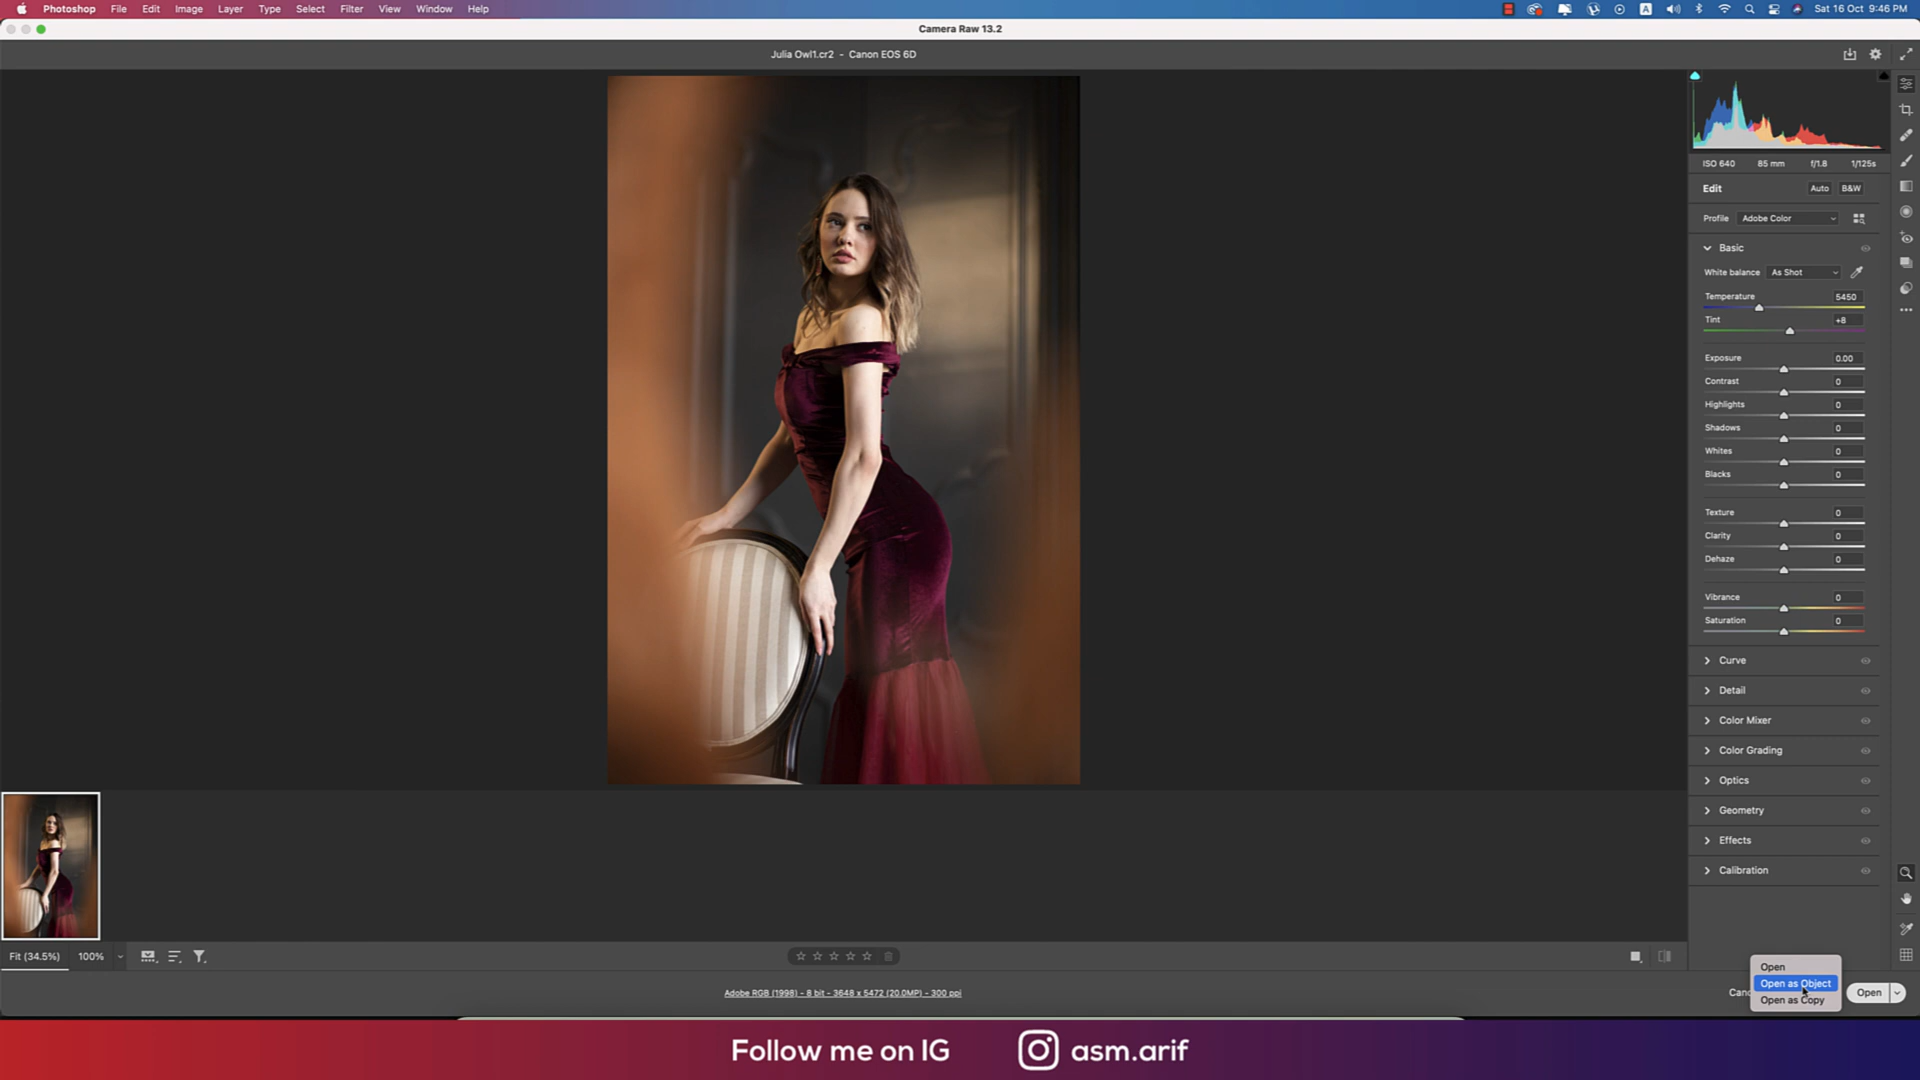 Photoshop File Edit Image Layer Type Select Filter View Window Help
A Sat 16 Oct 9:46 PM
Camera Raw 13.2
Julia Owl1.cr2 - Canon EOS 6D
ISO 640 85 mm f/1.8 1/125s
Edit Auto B&W
Profile Adobe Color
Basic
White balance As Shot
Temperature 5450
Tint +8
Exposure 0.00
Contrast 0
Highlights 0
Shadows 0
Whites 0
Blacks 0
Texture 0
Clarity 0
Dehaze 0
Vibrance 0
Saturation 0
Curve
Detail
Color Mixer
Color Grading
Optics
Geometry
Effects
Calibration
Fit (34.5%) 100%
Open
Open as Object
Open as Copy
Adobe RGB (1998) - 8 bit - 3648 x 5472 (20.0MP) - 300 ppi
Canc Open
Follow me on IG asm.arif